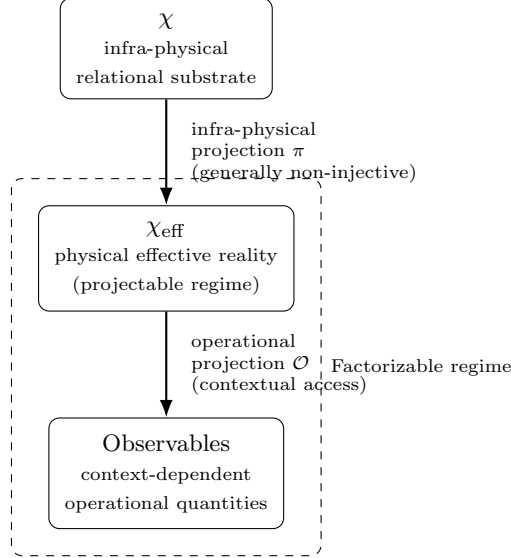 χ
infra-physical
relational substrate
infra-physical
projection π
(generally non-injective)
χ_eff
physical effective reality
(projectable regime)
operational
projection 𝒪
(contextual access)
Factorizable regime
Observables
context-dependent
operational quantities